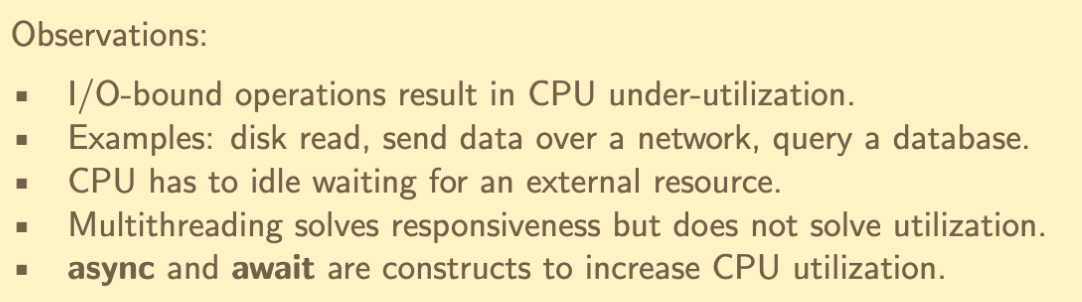 Observations:
▪ I/O-bound operations result in CPU under-utilization.
▪ Examples: disk read, send data over a network, query a database.
▪ CPU has to idle waiting for an external resource.
▪ Multithreading solves responsiveness but does not solve utilization.
▪ async and await are constructs to increase CPU utilization.